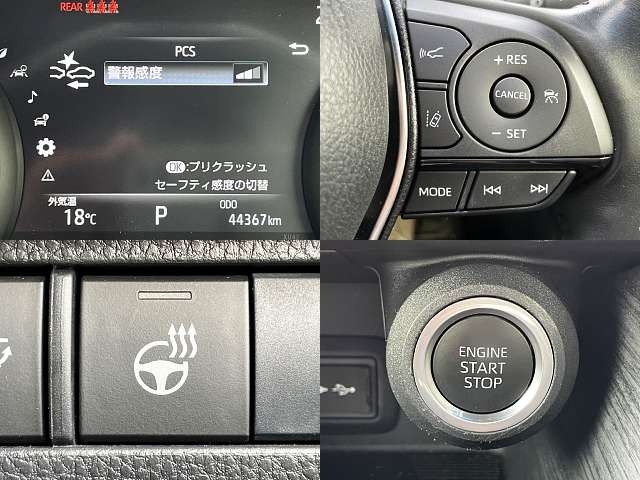 REAR
PCS
警報感度
OK:プリクラッシュ
セーフティ感度の切替
外気温
18℃ P ODO 44367km
+ RES
CANCEL
- SET
MODE
ENGINE
START
STOP